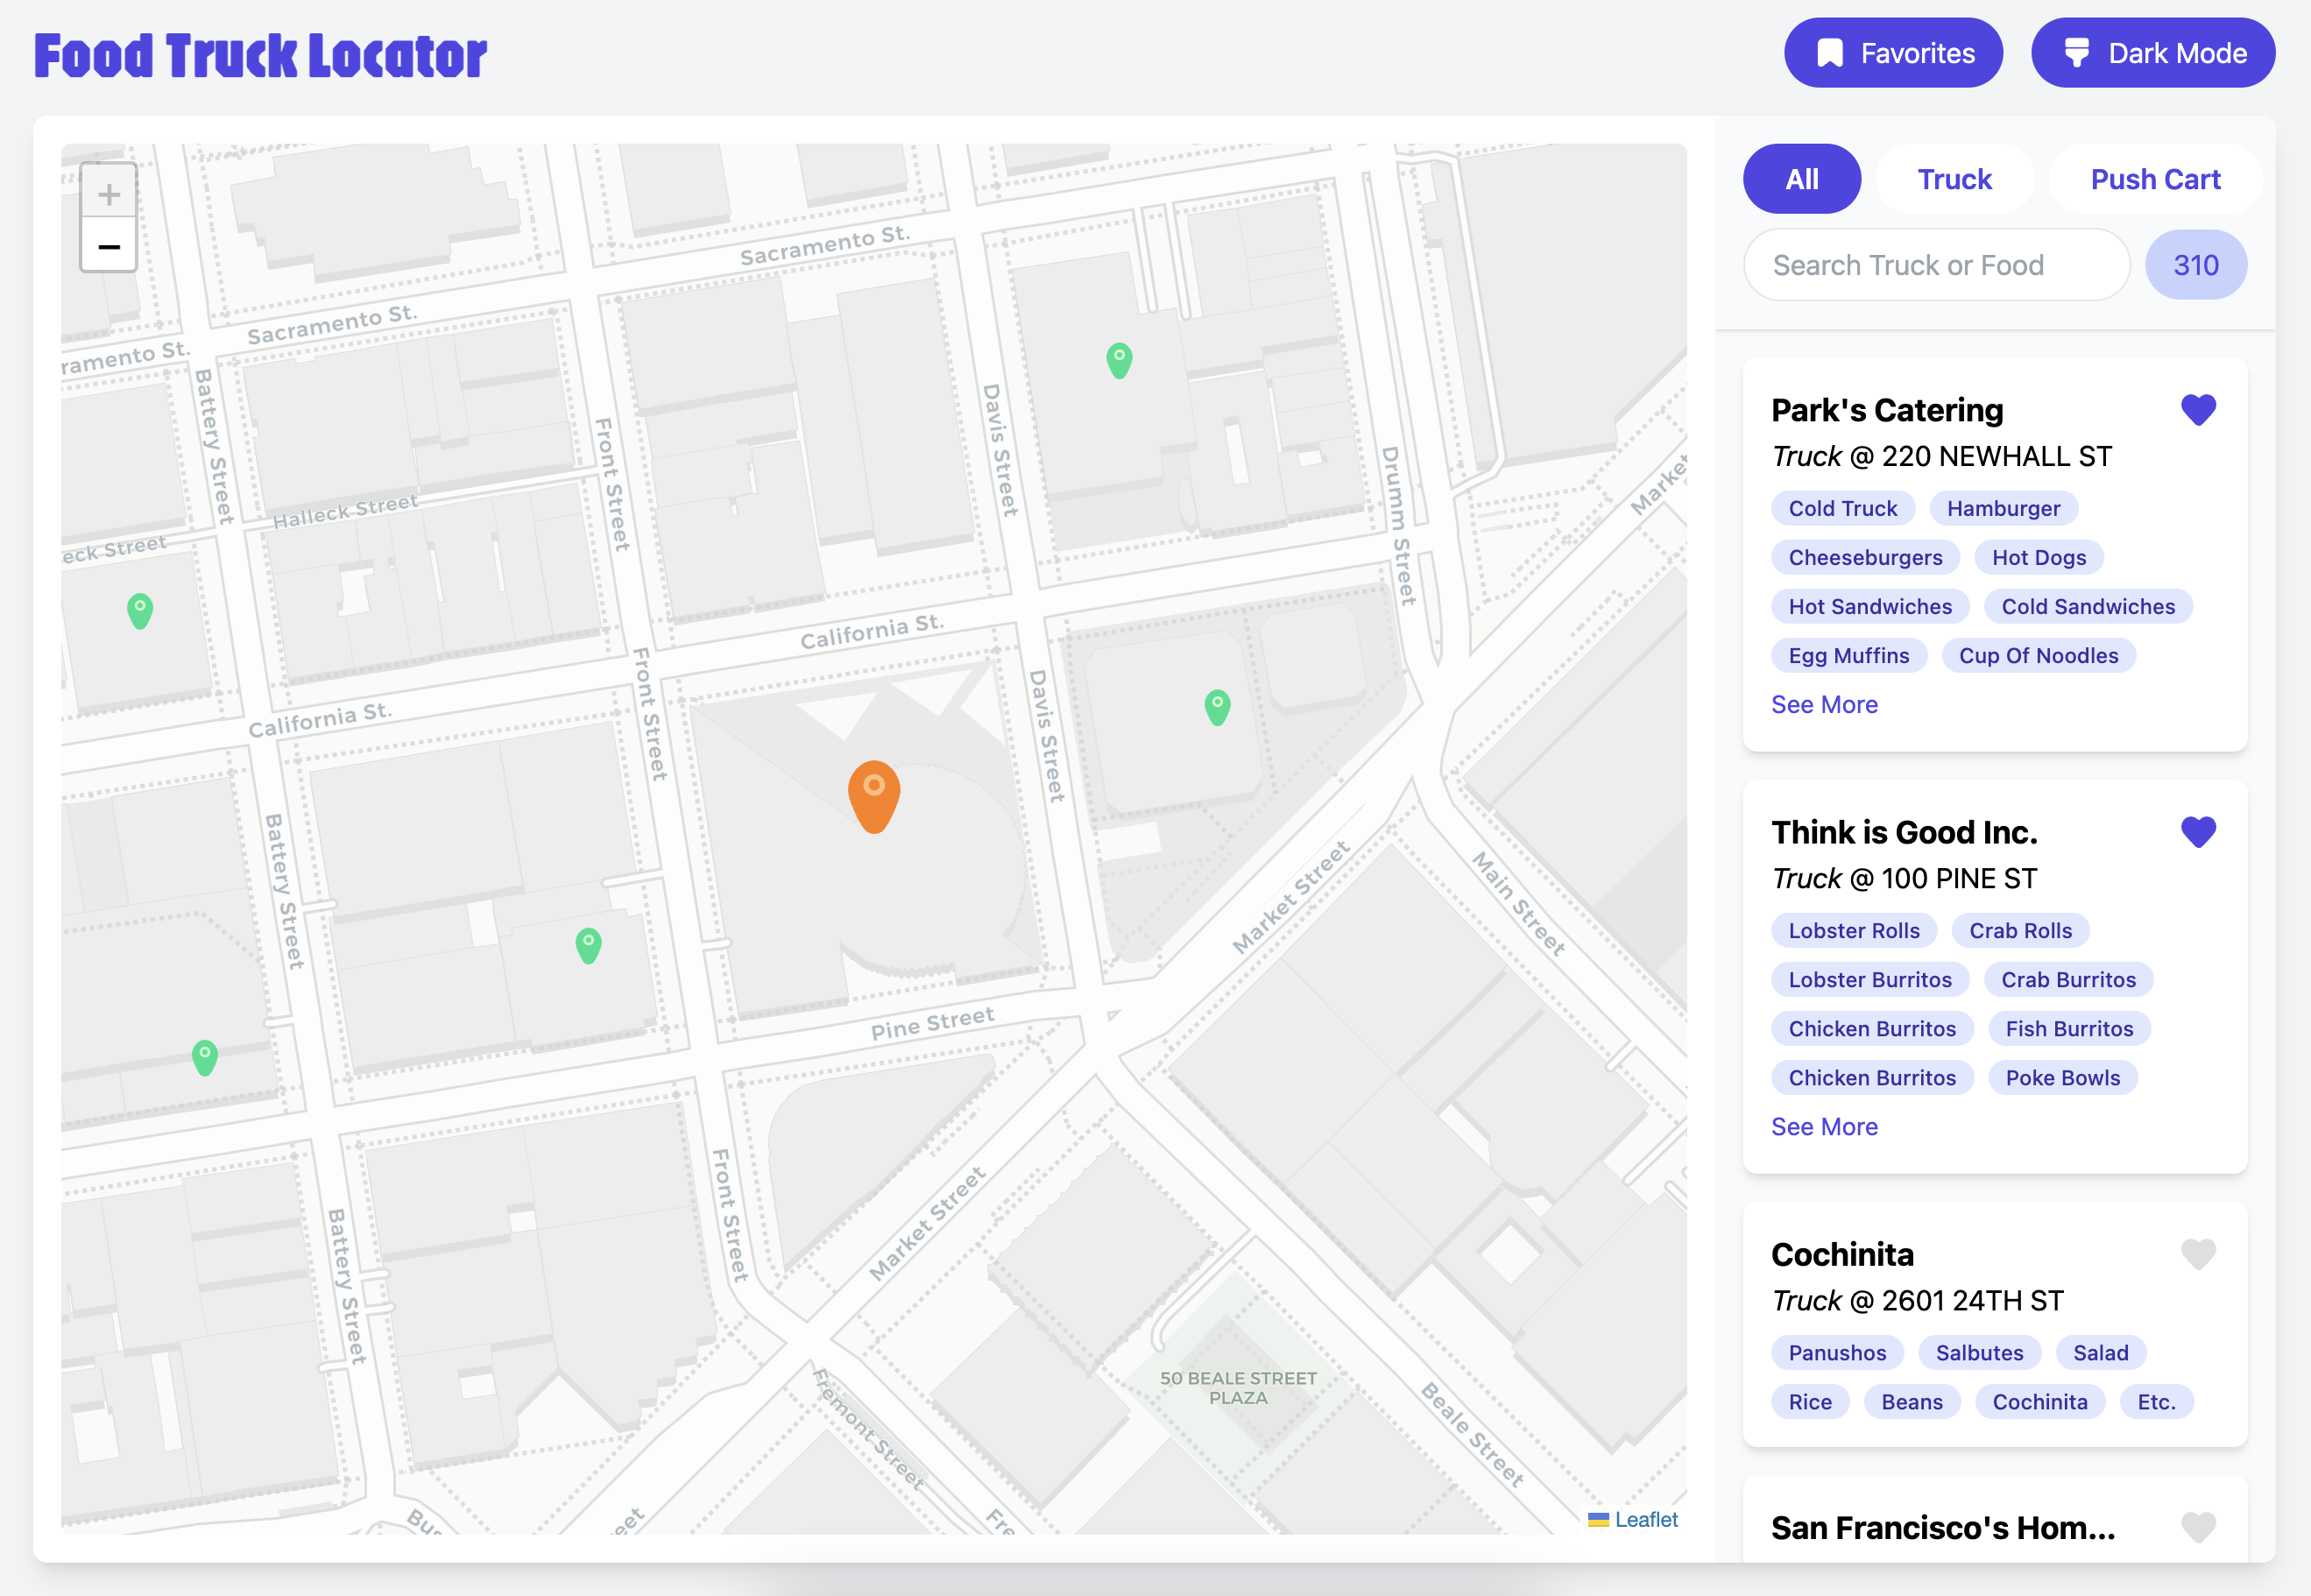 Food Truck Locator
Favorites
Dark Mode
+
−
Sacramento St.
Sacramento St.
ramento St.
Battery Street
Front Street
Davis Street
Drumm Street
Market
Halleck Street
eck Street
California St.
California St.
Front Street
Davis Street
Battery Street
Market Street
Main Street
Pine Street
Front Street
Market Street
Battery Street
50 BEALE STREET
PLAZA
Fremont Street
Beale Street
Bus
reet
Fre
Leaflet
All
Truck
Push Cart
Search Truck or Food
310
Park's Catering
Truck @ 220 NEWHALL ST
Cold Truck
Hamburger
Cheeseburgers
Hot Dogs
Hot Sandwiches
Cold Sandwiches
Egg Muffins
Cup Of Noodles
See More
Think is Good Inc.
Truck @ 100 PINE ST
Lobster Rolls
Crab Rolls
Lobster Burritos
Crab Burritos
Chicken Burritos
Fish Burritos
Chicken Burritos
Poke Bowls
See More
Cochinita
Truck @ 2601 24TH ST
Panushos
Salbutes
Salad
Rice
Beans
Cochinita
Etc.
San Francisco's Hom...